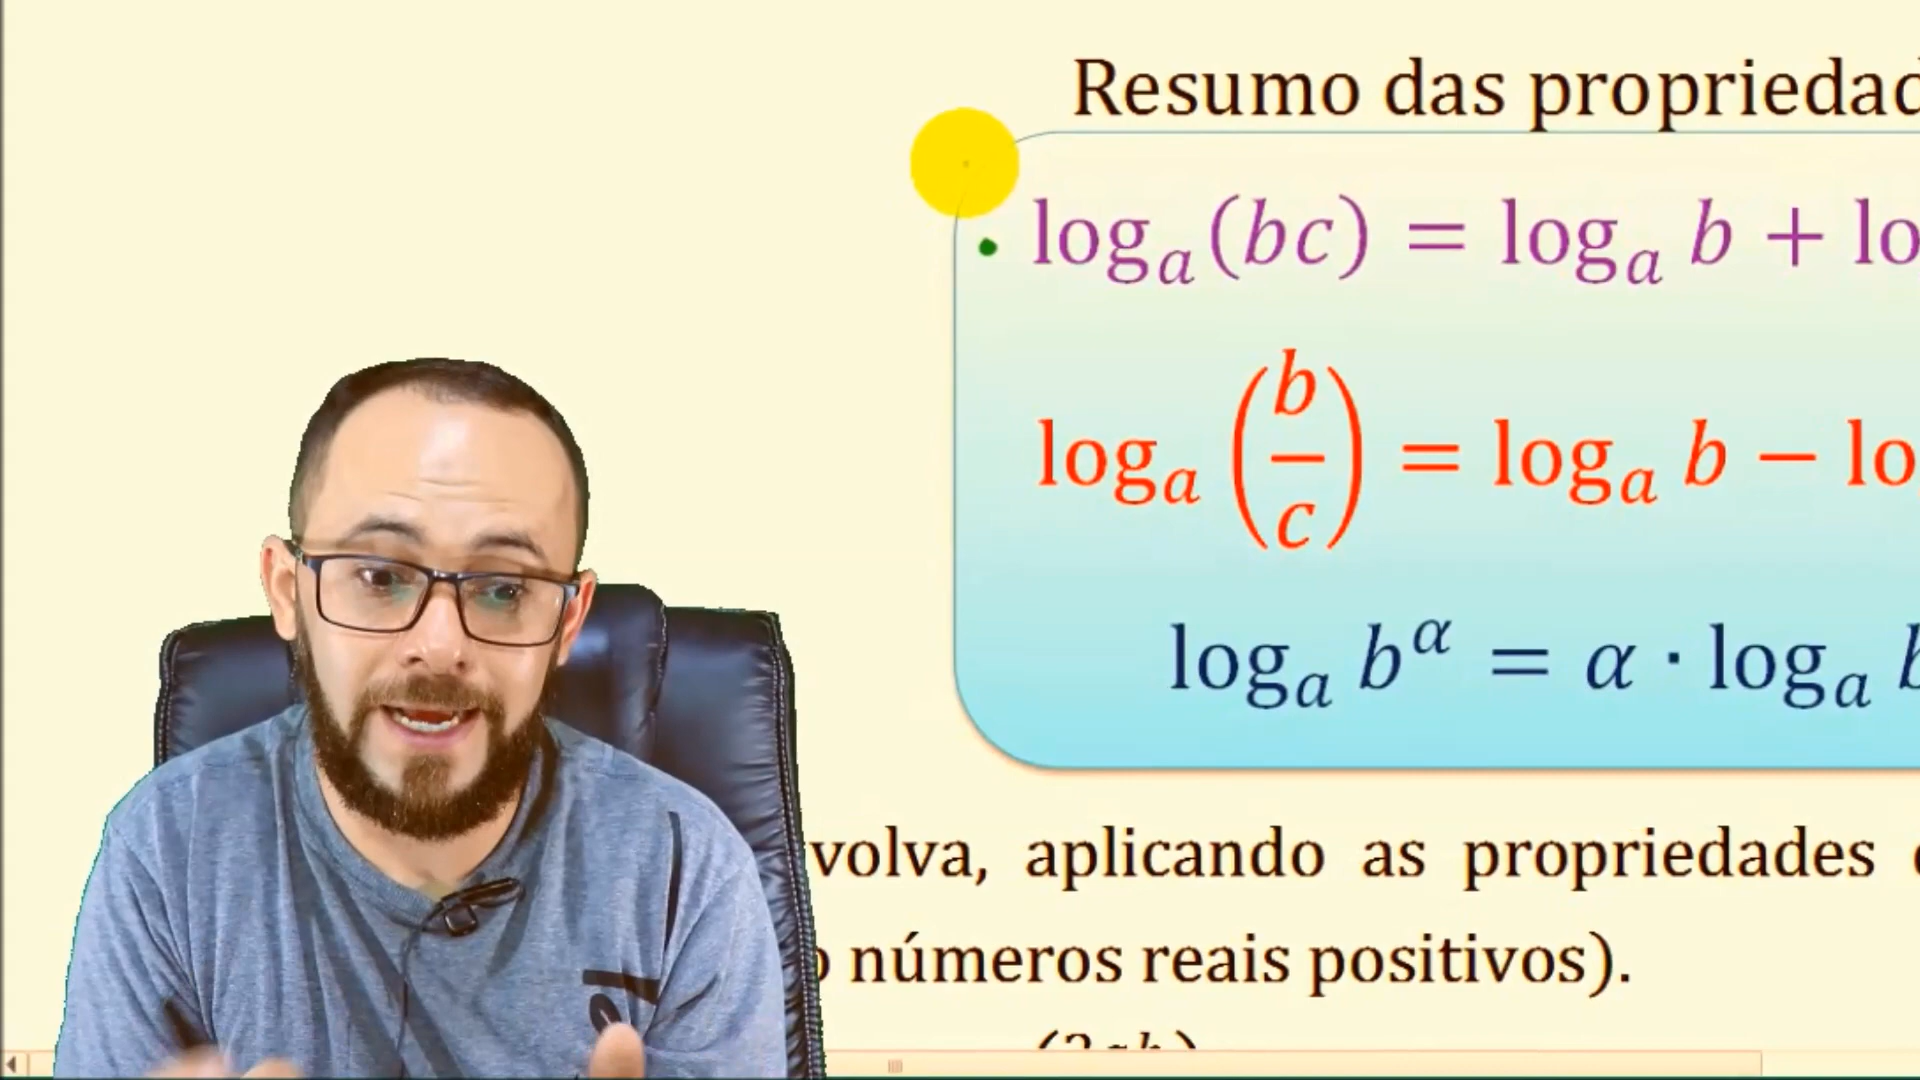 Resumo das propriedad
log_a(bc) = log_a b + lo
log_a (b/c) = log_a b − lo
log_a b^α = α · log_a b
volva, aplicando as propriedades
o números reais positivos).